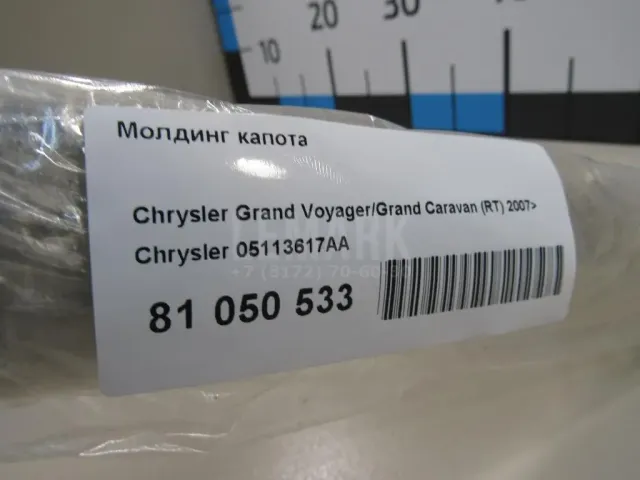 10 20 30
Молдинг капота
Chrysler Grand Voyager/Grand Caravan (RT) 2007>
Chrysler 05113617AA
81 050 533